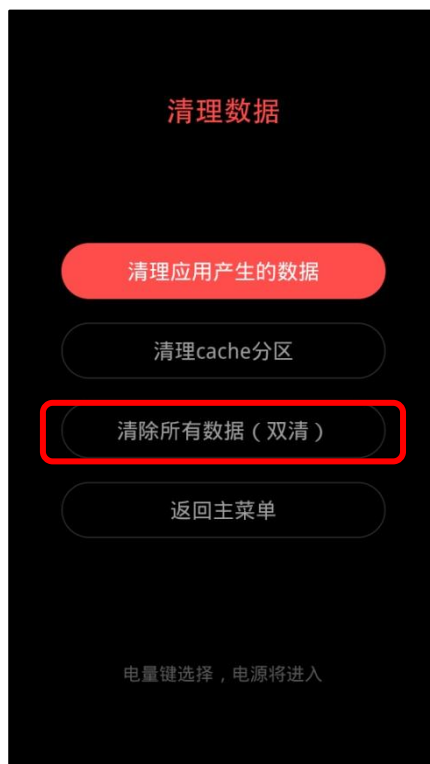 清理数据
清理应用产生的数据
清理cache分区
清除所有数据（双清）
返回主菜单
电量键选择，电源将进入